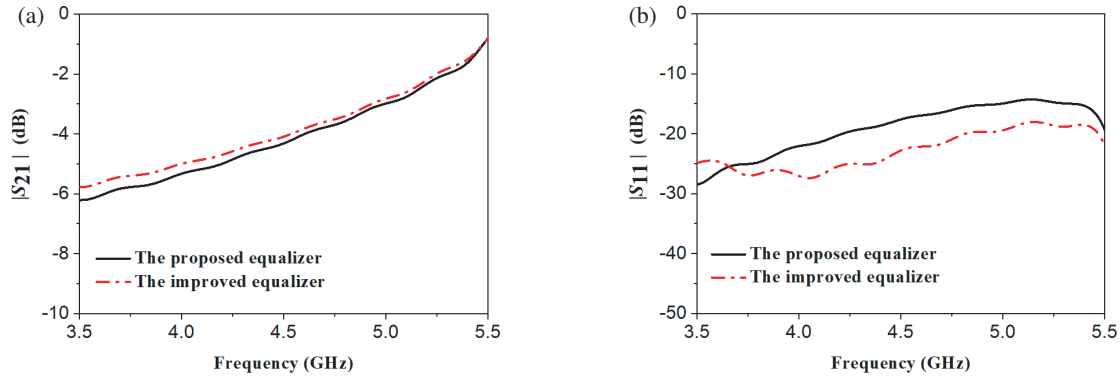 (a)
0
-2
-4
-6
-8
-10
|S21| (dB)
The proposed equalizer
The improved equalizer
3.5 4.0 4.5 5.0 5.5
Frequency (GHz)
(b)
0
-10
-20
-30
-40
-50
|S11| (dB)
The proposed equalizer
The improved equalizer
3.5 4.0 4.5 5.0 5.5
Frequency (GHz)